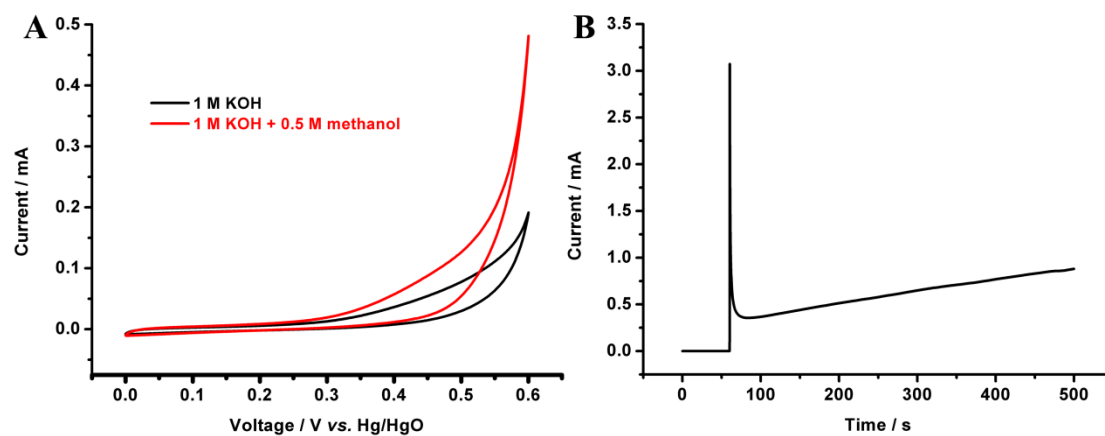 A
0.5
0.4
0.3
0.2
0.1
0.0
Current / mA
1 M KOH
1 M KOH + 0.5 M methanol
0.0 0.1 0.2 0.3 0.4 0.5 0.6
Voltage / V vs. Hg/HgO
B
3.5
3.0
2.5
2.0
1.5
1.0
0.5
0.0
Current / mA
0 100 200 300 400 500
Time / s